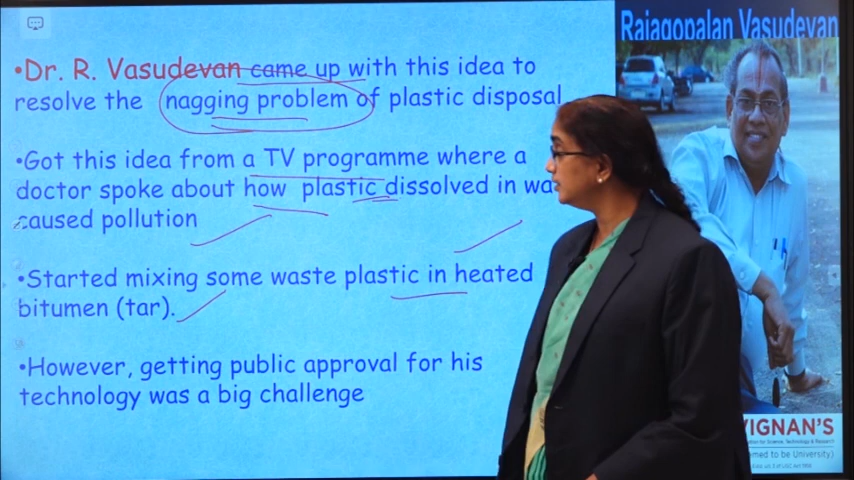 Rajagopalan Vasudevan
•Dr. R. Vasudevan came up with this idea to
resolve the nagging problem of plastic disposal
•Got this idea from a TV programme where a
doctor spoke about how plastic dissolved in
caused pollution
•Started mixing some waste plastic in heated
bitumen (tar).
•However, getting public approval for his
technology was a big challenge
VIGNAN'S